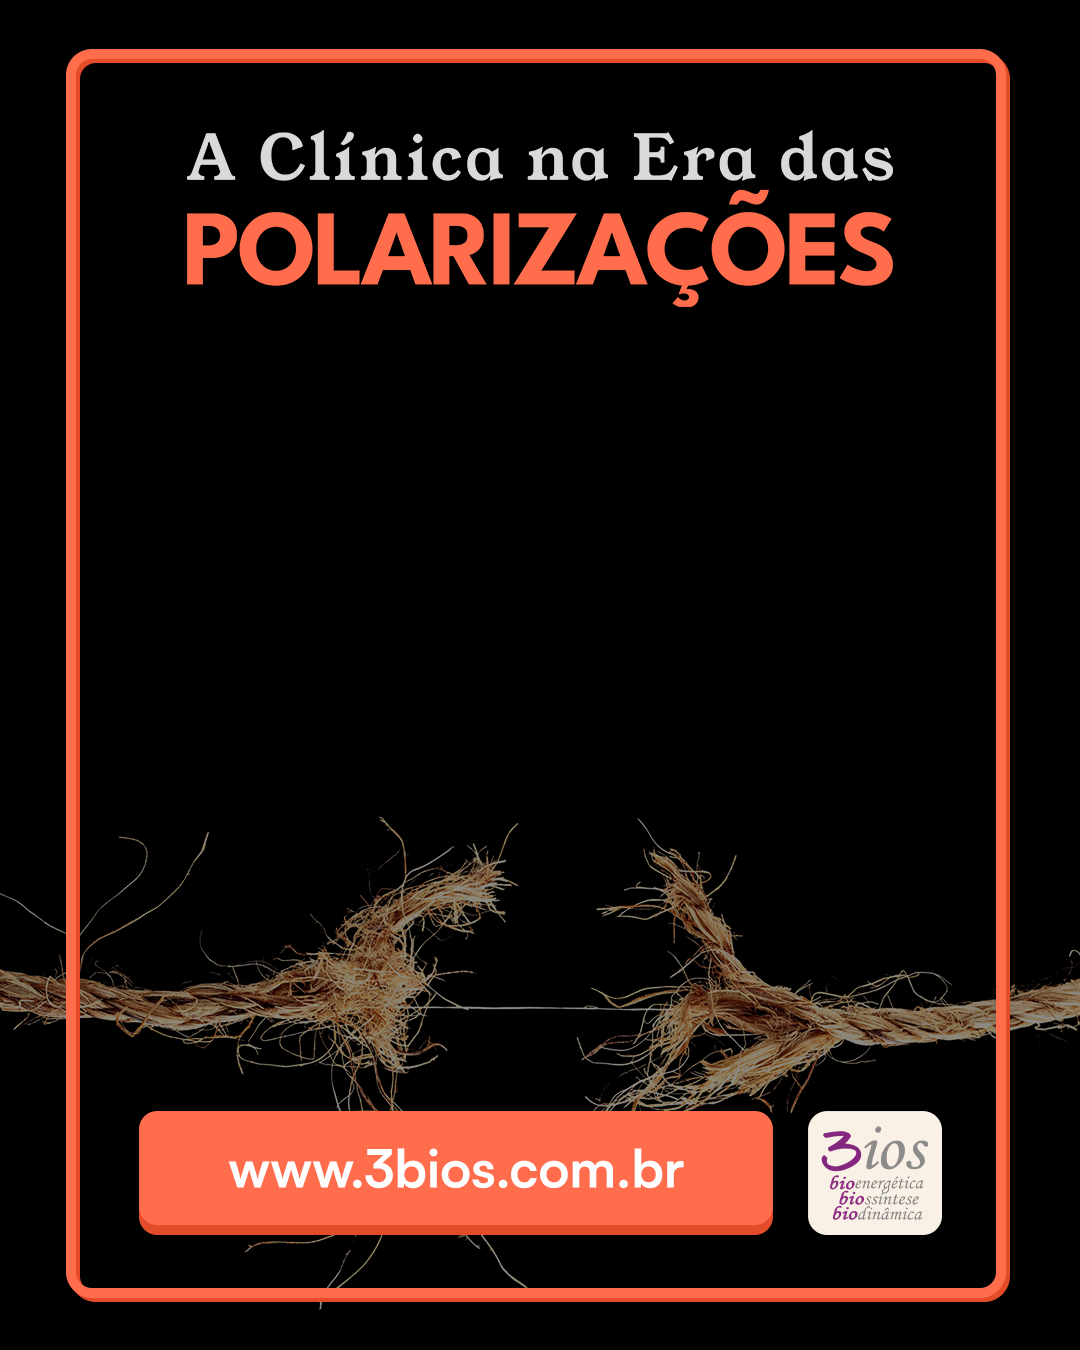 A Clínica na Era das
POLARIZAÇÕES
www.3bios.com.br
3ios
bioenergética
biossíntese
biodinâmica